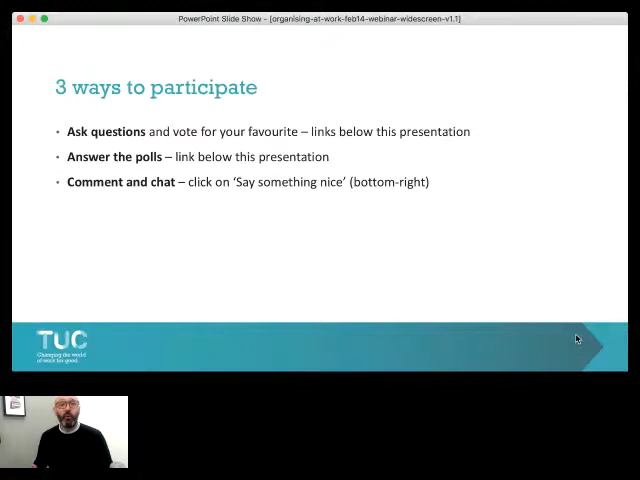 PowerPoint Slide Show - [organising-at-work-feb14-webinar-widescreen-v1.1]
3 ways to participate
• Ask questions and vote for your favourite – links below this presentation
• Answer the polls – link below this presentation
• Comment and chat – click on ‘Say something nice’ (bottom-right)
TUC
Changing the world
of work for good